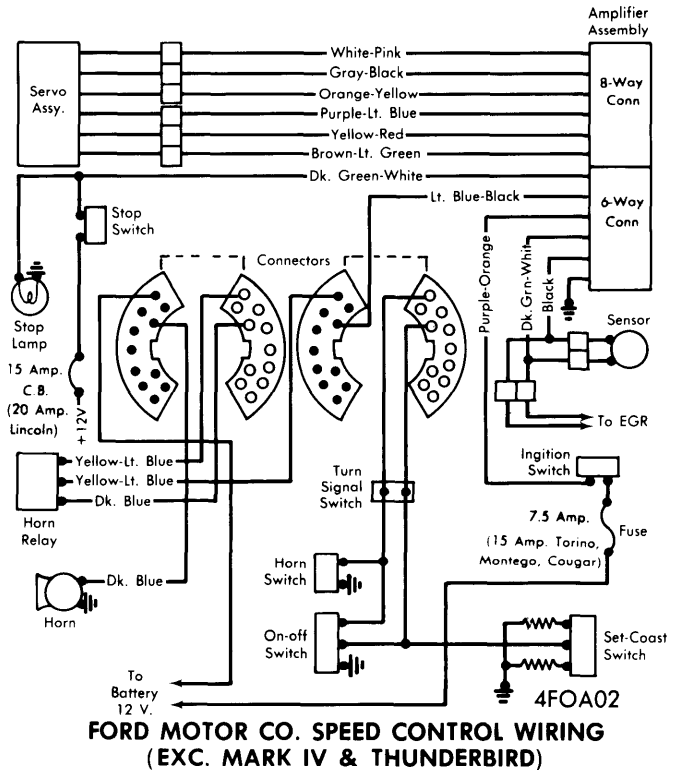 Amplifier
Assembly
Servo
Assy.
White-Pink
Gray-Black
Orange-Yellow
Purple-Lt. Blue
Yellow-Red
Brown-Lt. Green
8-Way
Conn
Dk. Green-White
Lt. Blue-Black
6-Way
Conn
Stop
Switch
Connectors
Purple-Orange
Dk.Grn-Whit
Black
Stop
Lamp
Sensor
15 Amp.
C.B.
(20 Amp.
Lincoln)
+12V
To EGR
Yellow-Lt. Blue
Yellow-Lt. Blue
Dk. Blue
Horn
Relay
Turn
Signal
Switch
Ingition
Switch
7.5 Amp.
Fuse
(15 Amp. Torino,
Montego, Cougar)
Dk. Blue
Horn
Horn
Switch
On-off
Switch
Set-Coast
Switch
To
Battery
12 V.
4FOA02
FORD MOTOR CO. SPEED CONTROL WIRING
(EXC. MARK IV & THUNDERBIRD)